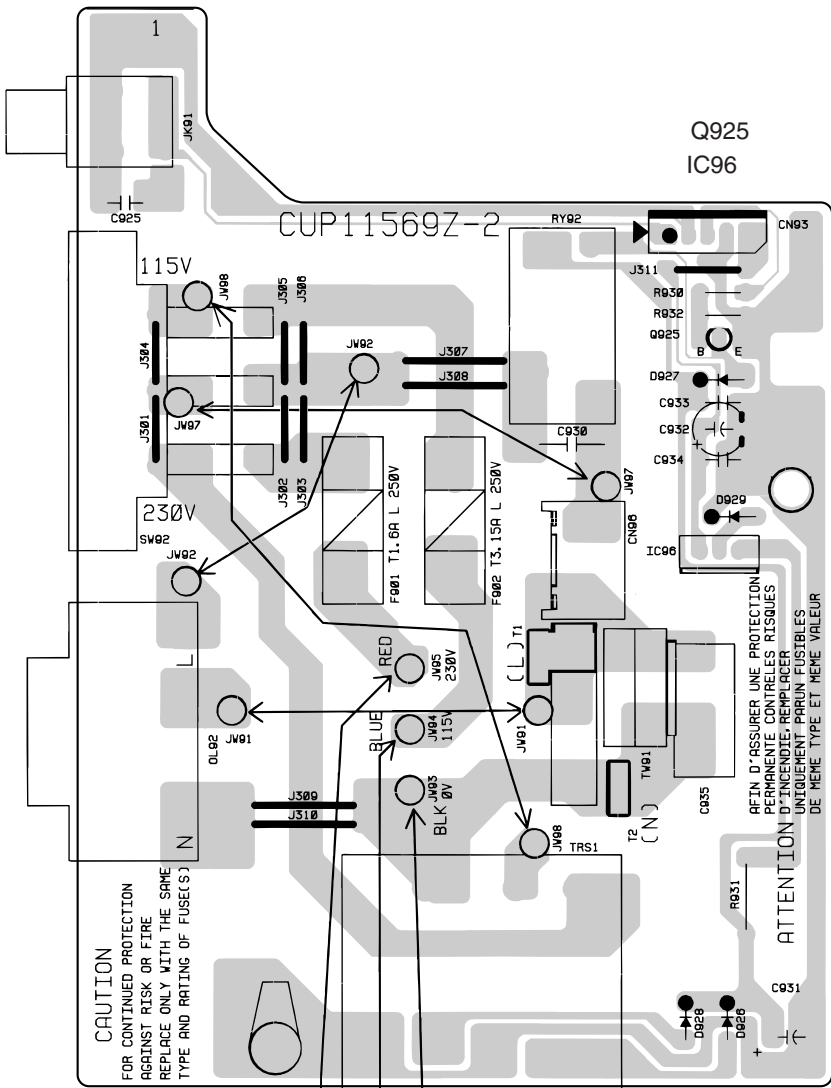 1
JK91
Q925
IC96
C925
CUP11569Z-2
RY92
CN93
115V
JW98
J305
J306
J311
R930
R932
Q925
B E
J304
JW92
J307
J308
D927
C933
C932
+
C934
J301
JW97
C930
JW97
J302
J303
F901 T1.6A L 250V
F902 T3.15A L 250V
CN96
D929
230V
SW92
IC96
JW92
L
RED
JW95
230V
(L) T1
OL92
JW91
BLUE
JW94
115V
JW91
TW91
C935
BLK
JW93
0V
J309
J310
N
T2
(N)
JW98
TRS1
R931
AFIN D'ASSURER UNE PROTECTION
PERMANENTE CONTRELES RISQUES
D'INCENDIE,REMPLACER
UNIQUEMENT PARUN FUSIBLES
DE MEME TYPE ET MEME VALEUR
ATTENTION
CAUTION
FOR CONTINUED PROTECTION
AGAINST RISK OR FIRE
REPLACE ONLY WITH THE SAME
TYPE AND RATING OF FUSE(S)
D928
D926
C931
+